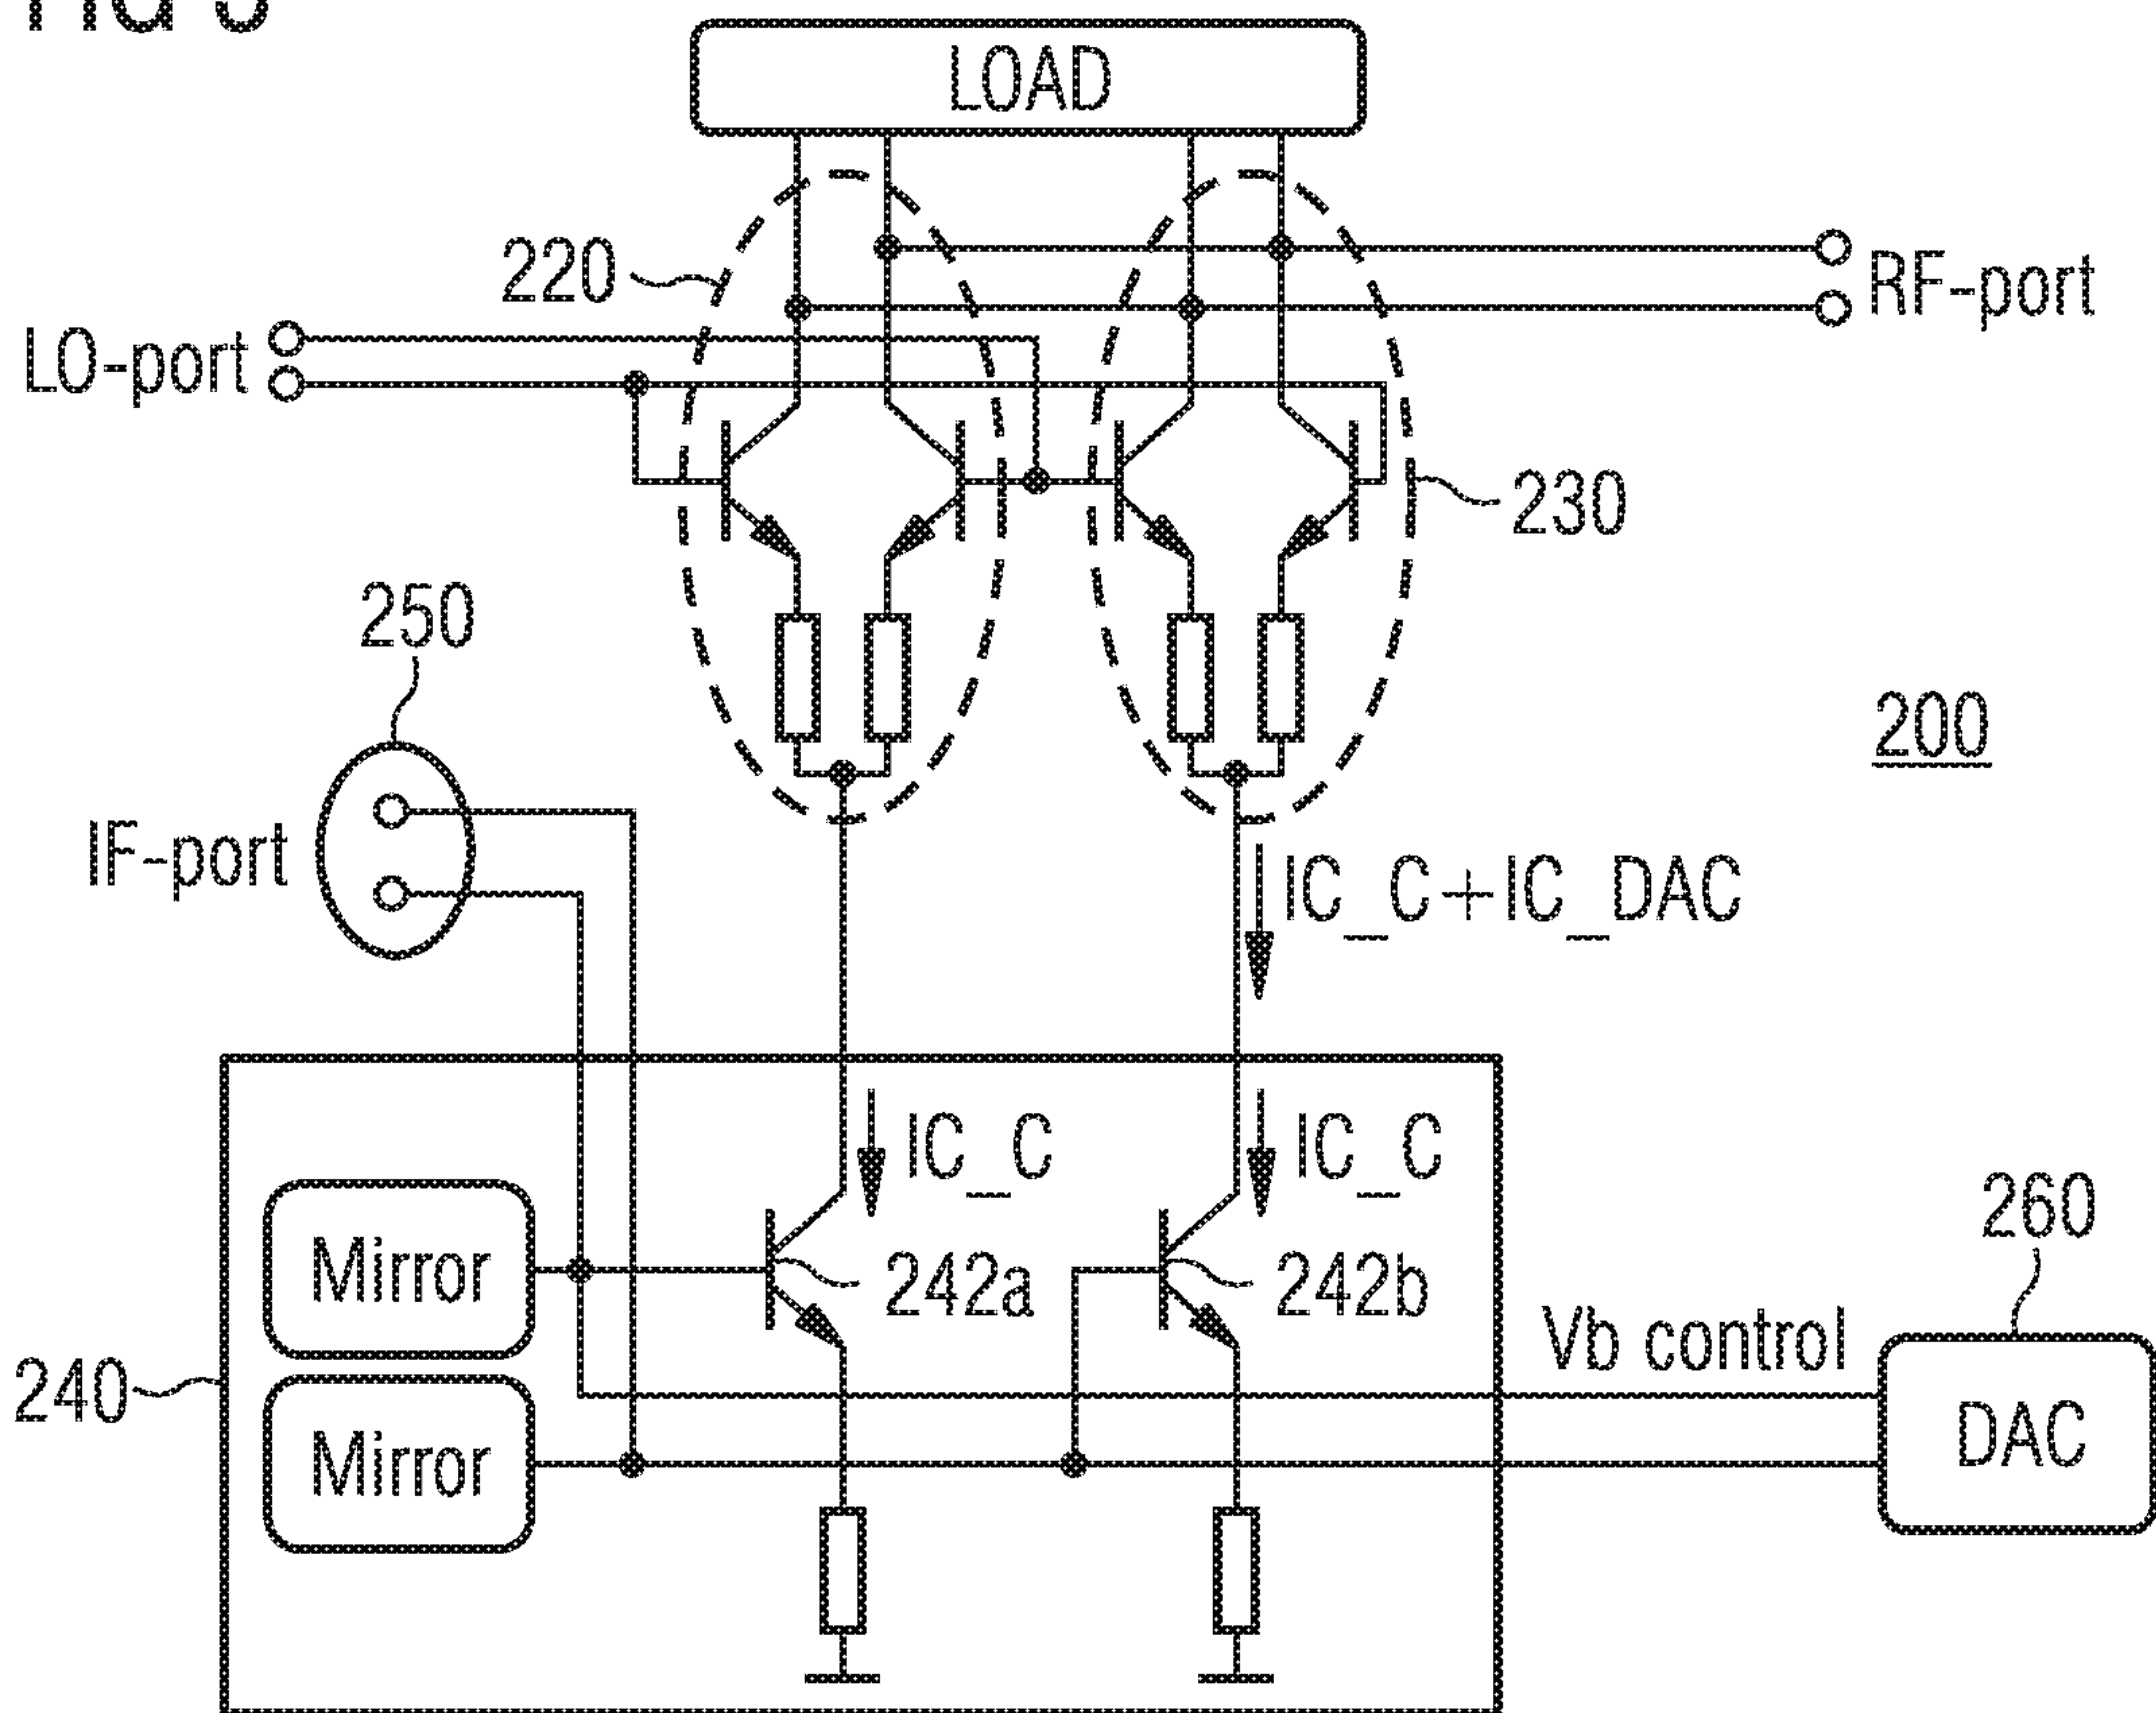 LOAD
220
RF-port
LO-port
230
250
200
IF-port
IC_C+IC_DAC
IC_C
IC_C
260
Mirror
242a
242b
Vb control
240
DAC
Mirror